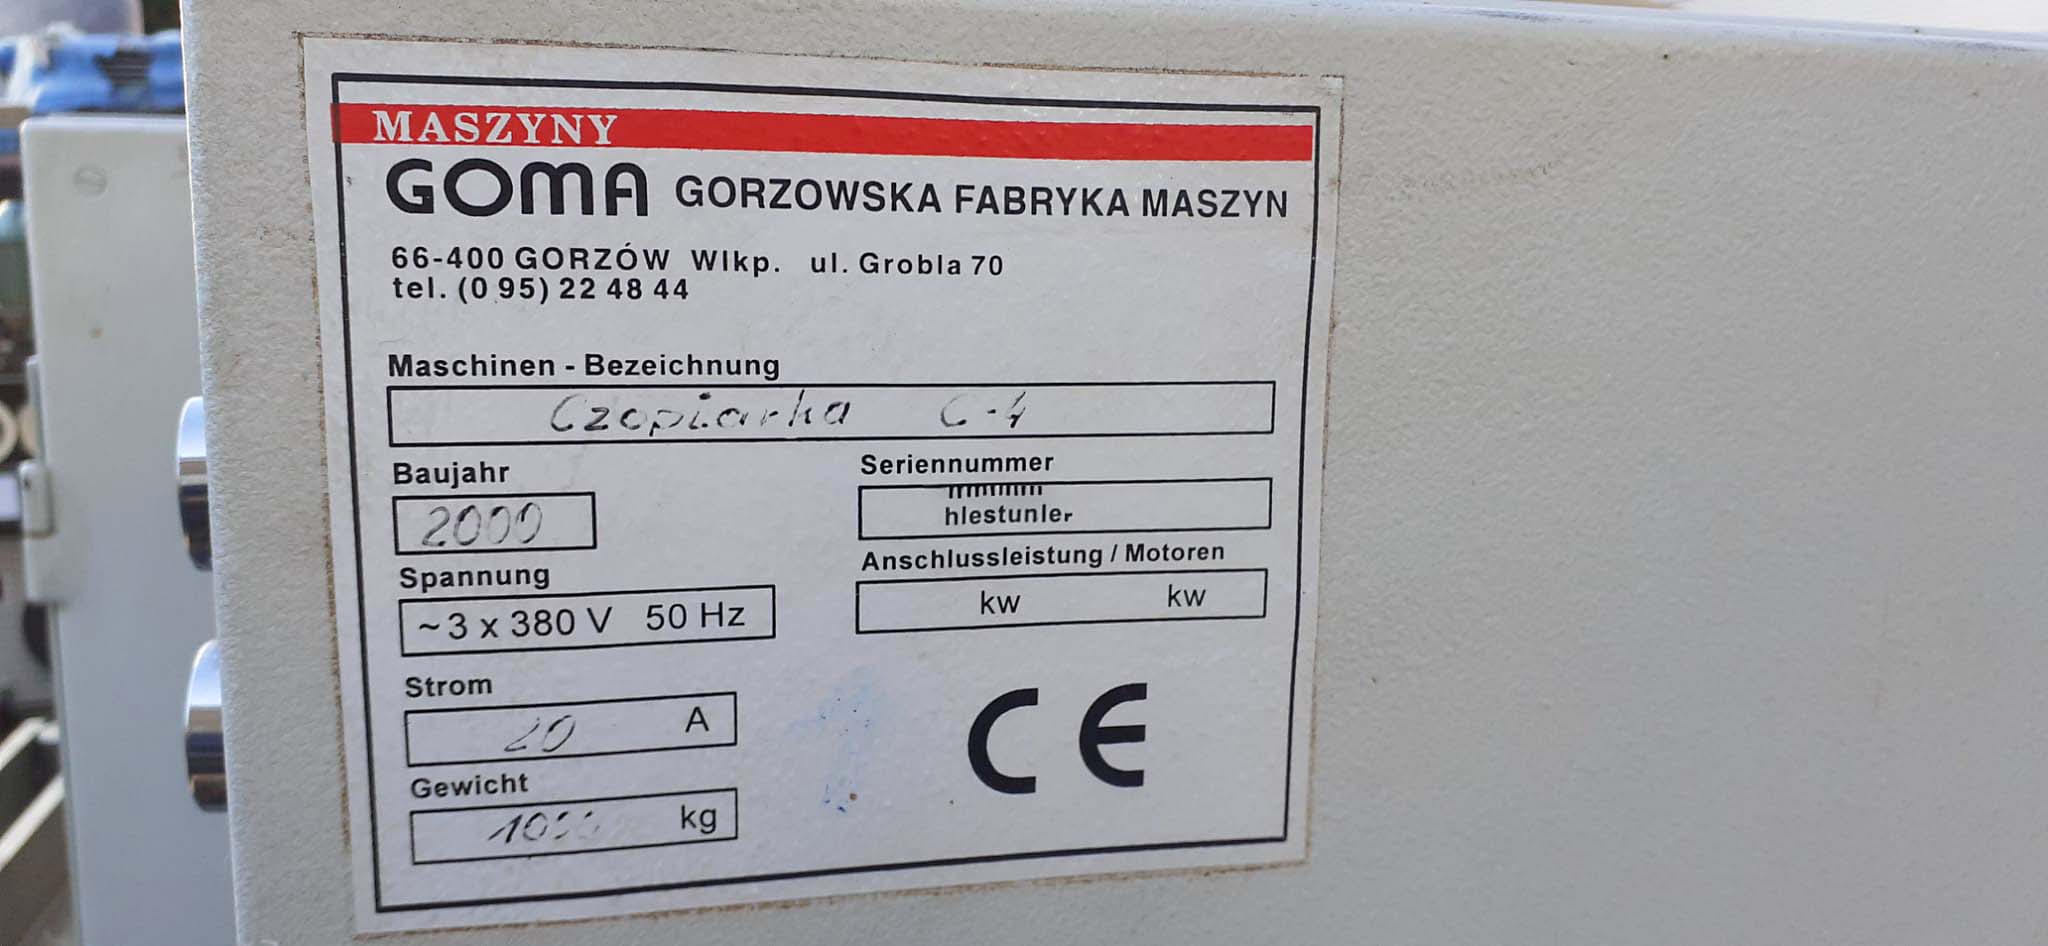 MASZYNY
GOMA GORZOWSKA FABRYKA MASZYN
66-400 GORZÓW Wlkp. ul. Grobla 70
tel. (0 95) 22 48 44
Maschinen - Bezeichnung
Czopiarka C-4
Baujahr
2000
Seriennummer
hlestunler
Spannung
~3 x 380 V 50 Hz
Anschlussleistung / Motoren
kw kw
Strom
20 A
Gewicht
kg
CE